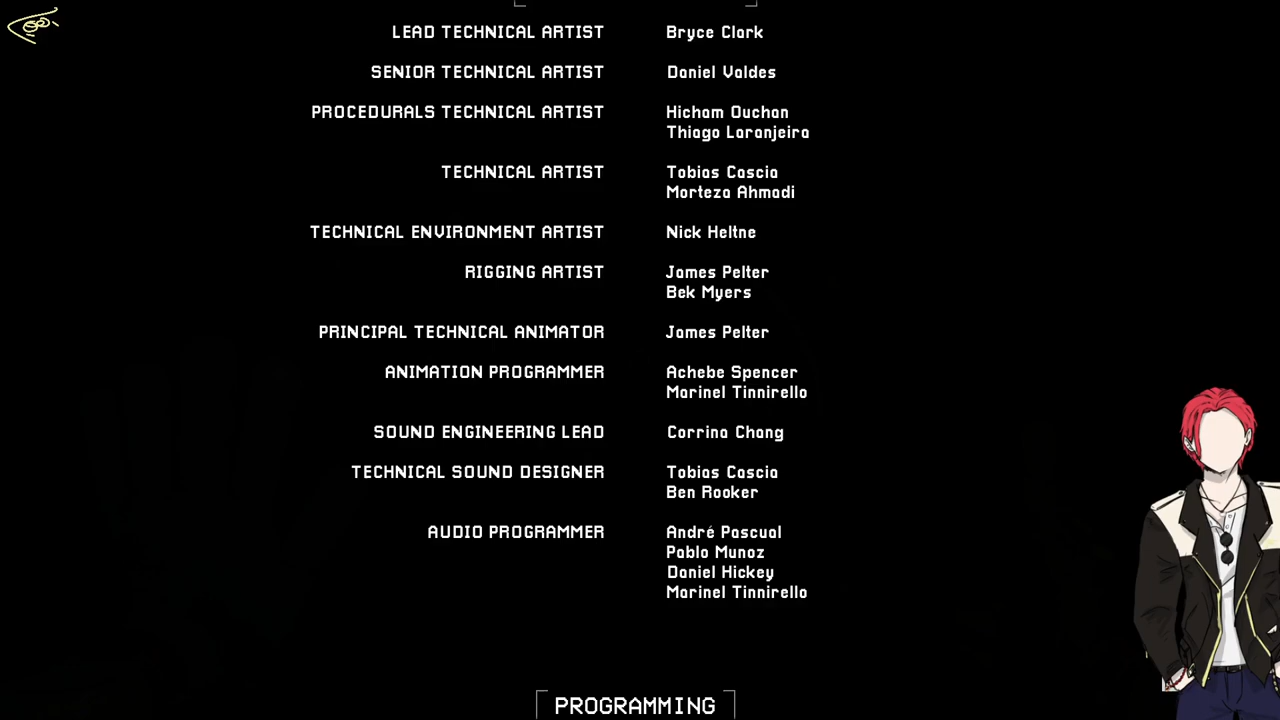 LEAD TECHNICAL ARTIST Bryce Clark
SENIOR TECHNICAL ARTIST Daniel Valdes
PROCEDURALS TECHNICAL ARTIST Hicham Ouchan
Thiago Laranjeira
TECHNICAL ARTIST Tobias Cascia
Morteza Ahmadi
TECHNICAL ENVIRONMENT ARTIST Nick Heltne
RIGGING ARTIST James Pelter
Bek Myers
PRINCIPAL TECHNICAL ANIMATOR James Pelter
ANIMATION PROGRAMMER Achebe Spencer
Marinel Tinnirello
SOUND ENGINEERING LEAD Corrina Chang
TECHNICAL SOUND DESIGNER Tobias Cascia
Ben Rooker
AUDIO PROGRAMMER André Pascual
Pablo Munoz
Daniel Hickey
Marinel Tinnirello
PROGRAMMING